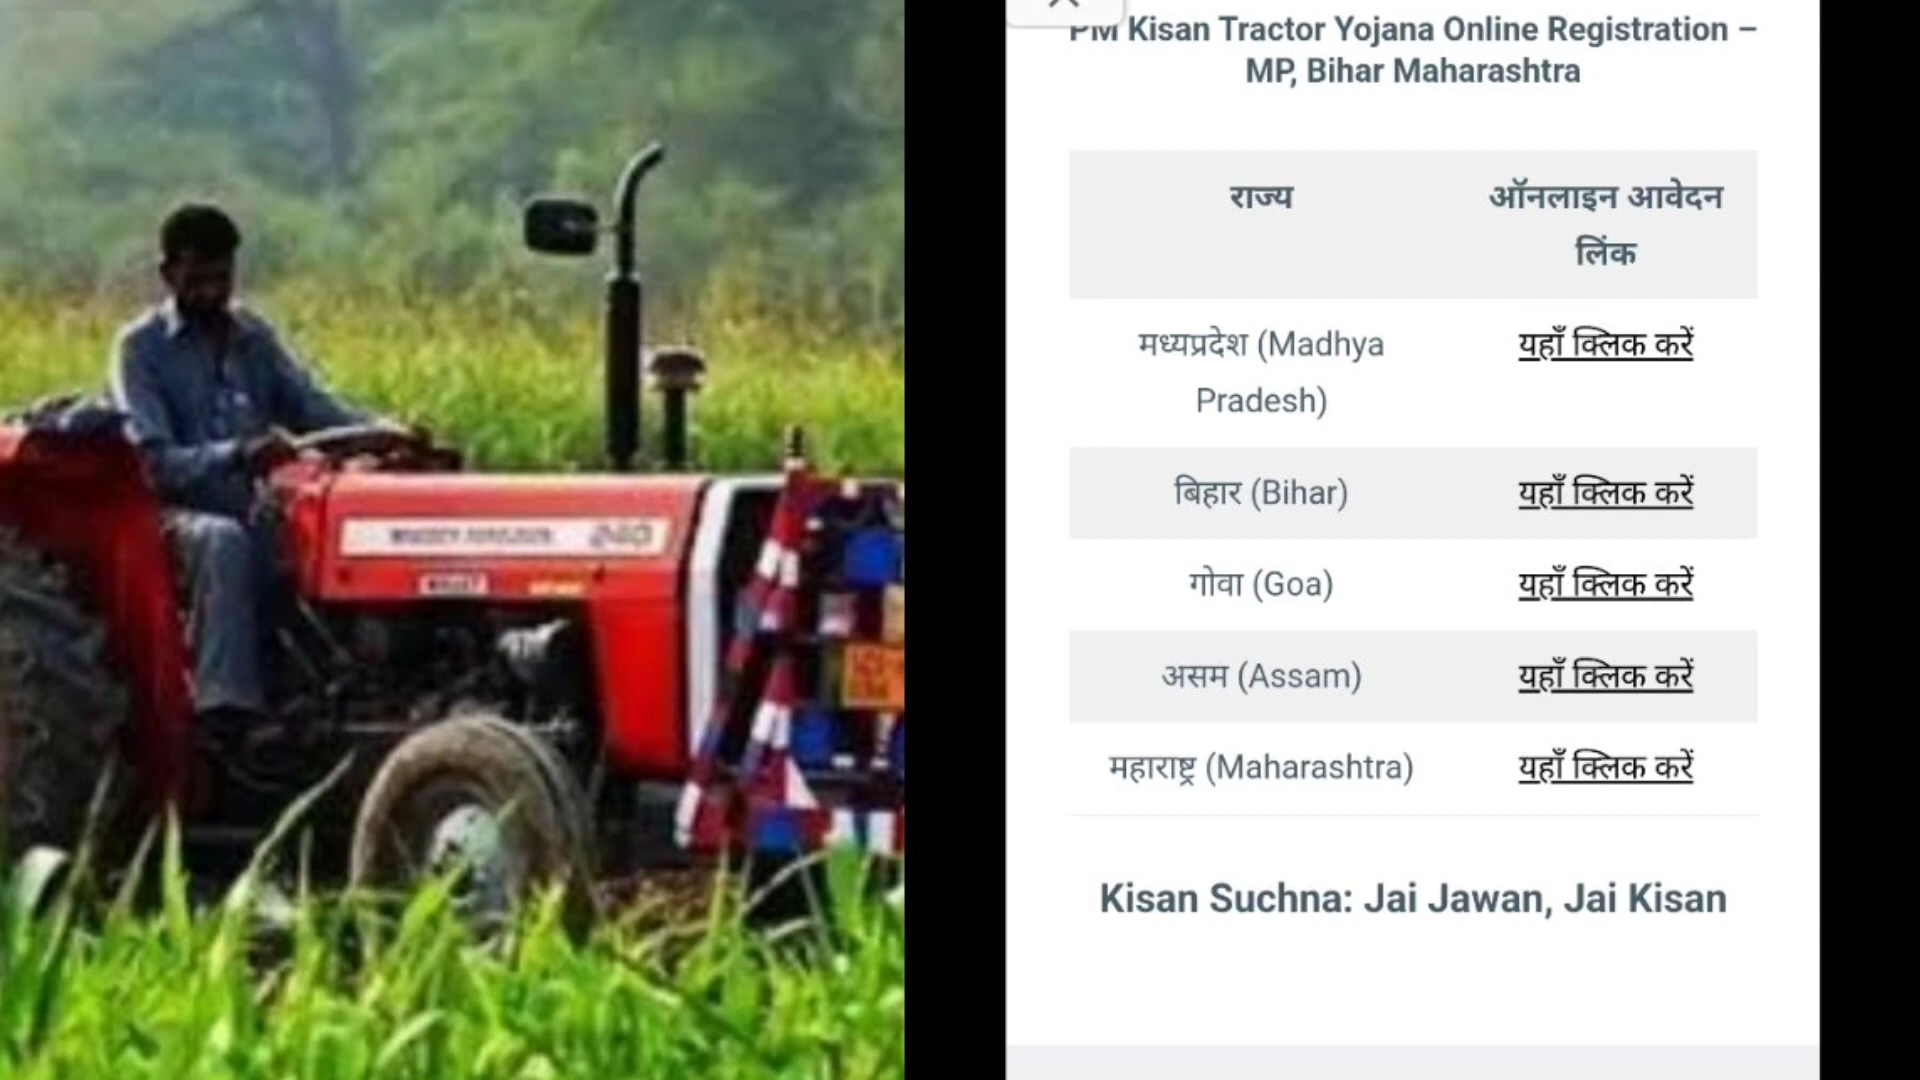 240
PM Kisan Tractor Yojana Online Registration –
MP, Bihar Maharashtra
राज्य
ऑनलाइन आवेदन
लिंक
मध्यप्रदेश (Madhya
Pradesh)
यहाँ क्लिक करें
बिहार (Bihar)
यहाँ क्लिक करें
गोवा (Goa)
यहाँ क्लिक करें
असम (Assam)
यहाँ क्लिक करें
महाराष्ट्र (Maharashtra)
यहाँ क्लिक करें
Kisan Suchna: Jai Jawan, Jai Kisan